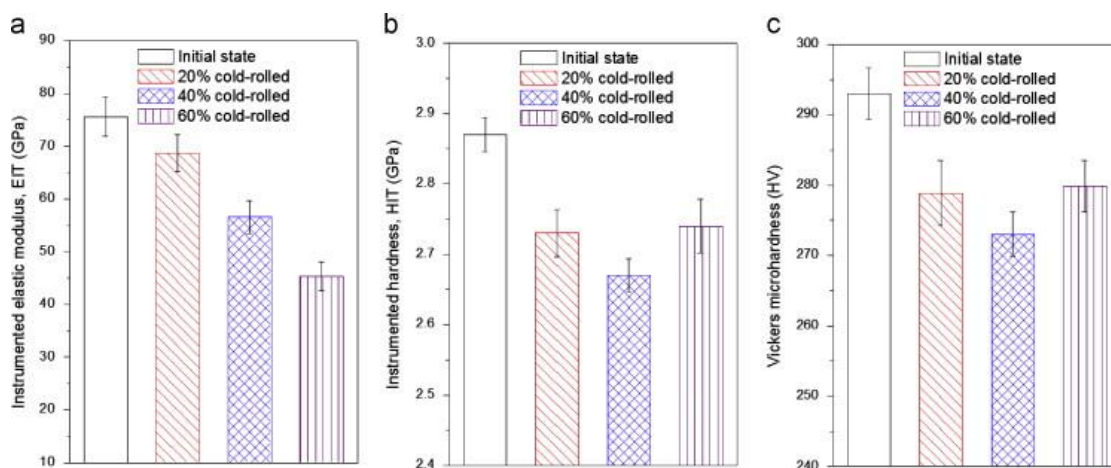 a
Instrumented elastic modulus, EIT (GPa)
90
80
70
60
50
40
30
20
10
Initial state
20% cold-rolled
40% cold-rolled
60% cold-rolled
b
Instrumented hardness, HIT (GPa)
3.0
2.9
2.8
2.7
2.6
2.5
2.4
Initial state
20% cold-rolled
40% cold-rolled
60% cold-rolled
c
Vickers microhardness (HV)
300
290
280
270
260
250
240
Initial state
20% cold-rolled
40% cold-rolled
60% cold-rolled